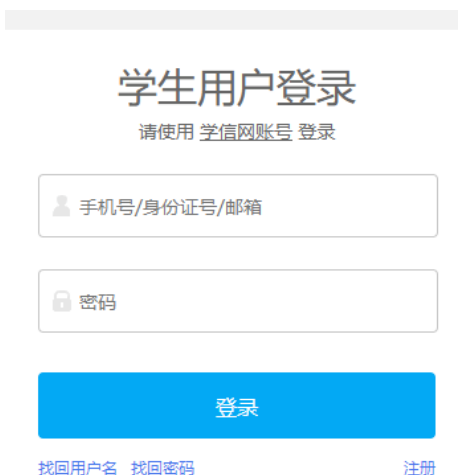 学生用户登录
请使用 学信网账号 登录
手机号/身份证号/邮箱
密码
登录
找回用户名 找回密码 注册